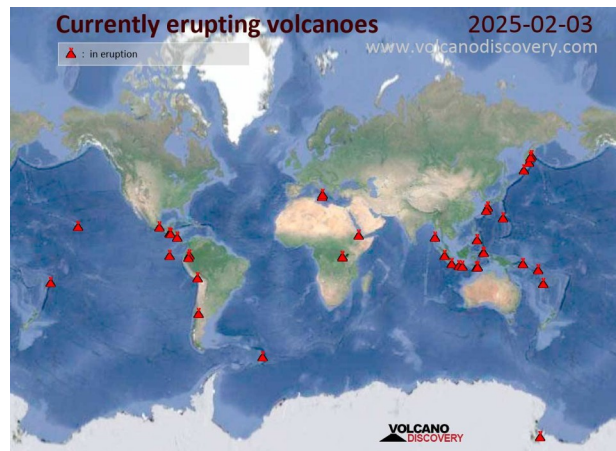 Currently erupting volcanoes 2025-02-03
www.volcanodiscovery.com
: in eruption
VOLCANO
DISCOVERY